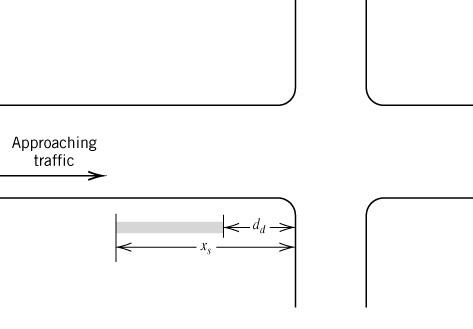 Approaching
traffic
d_d
x_s